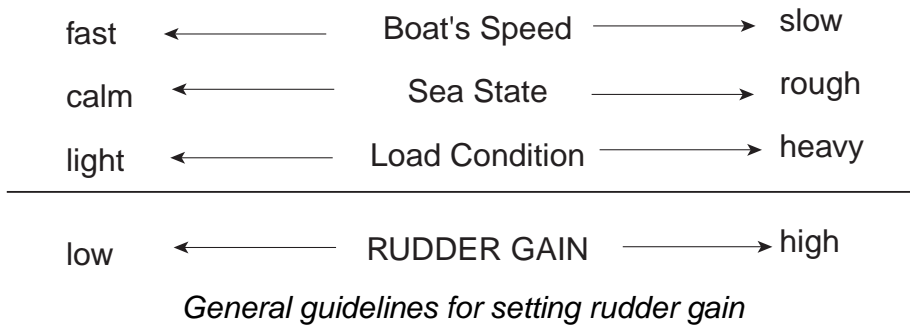 fast Boat's Speed slow
calm Sea State rough
light Load Condition heavy
low RUDDER GAIN high
General guidelines for setting rudder gain